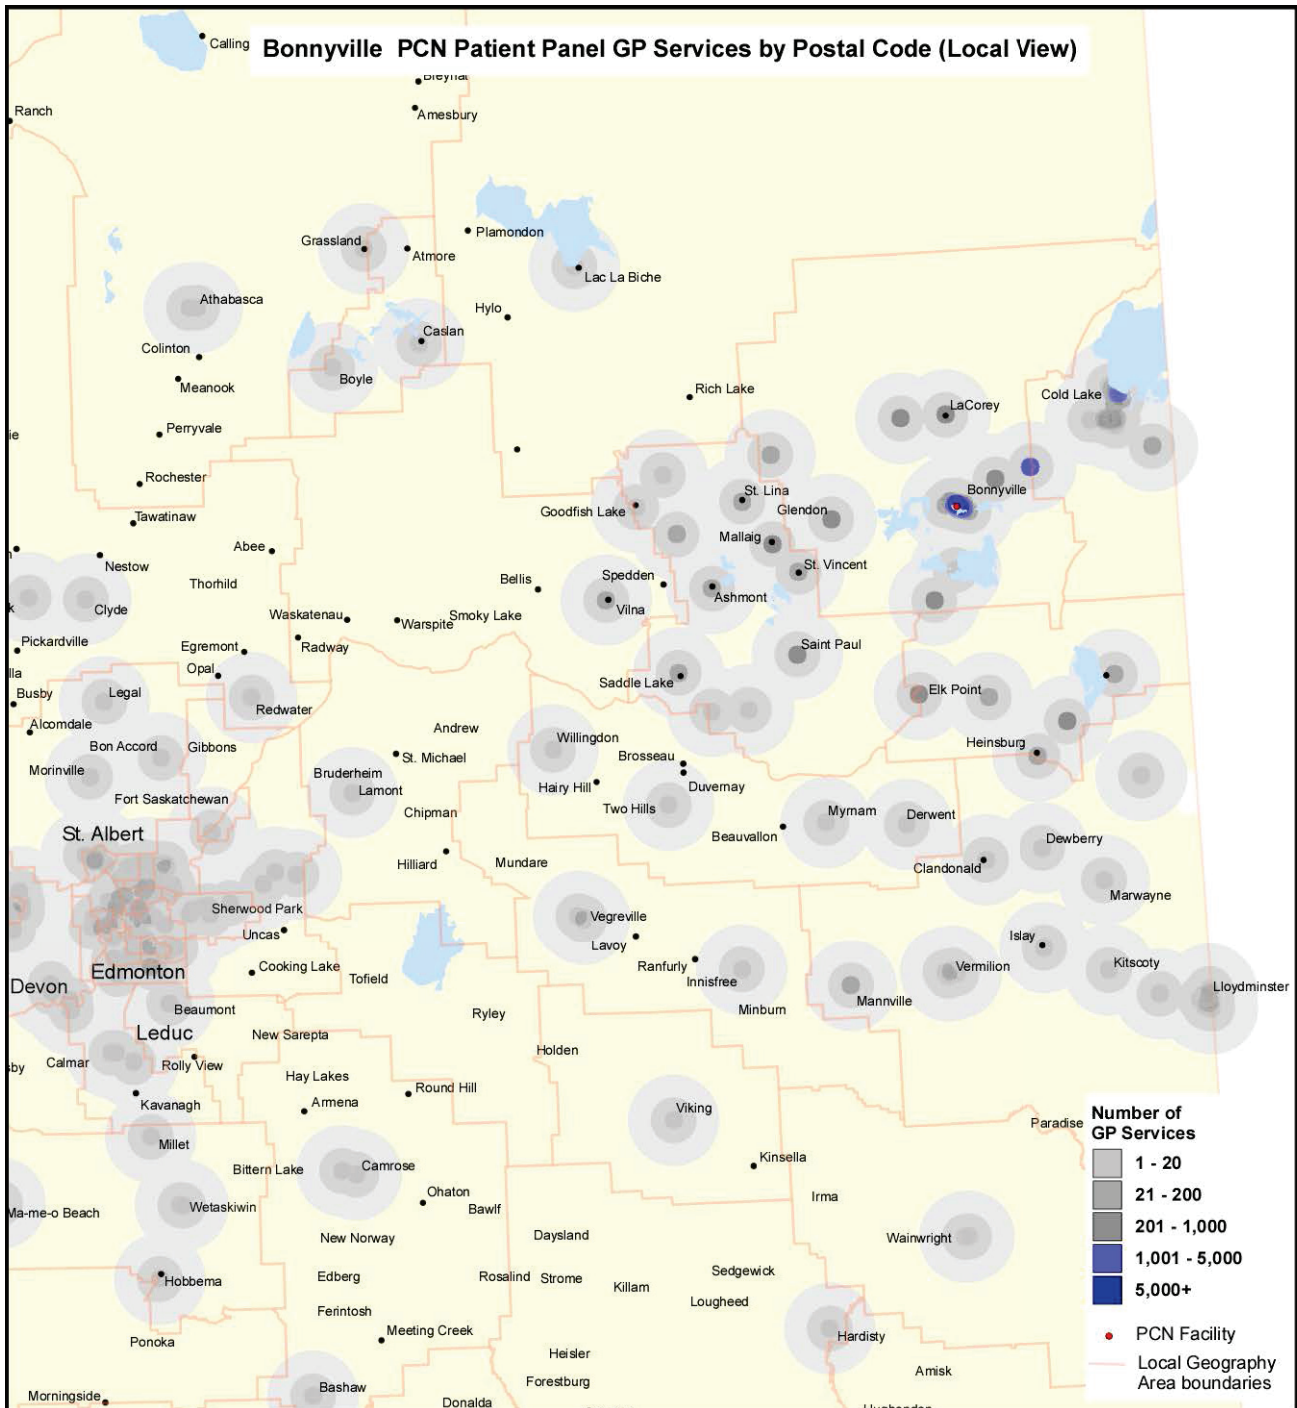 Calling
Bonnyville PCN Patient Panel GP Services by Postal Code (Local View)
Breynat
Amesbury
Ranch
Plamondon
Grassland
Atmore
Lac La Biche
Athabasca
Hylo
Caslan
Colinton
Boyle
Meanook
Rich Lake
Cold Lake
LaCorey
Perryvale
ie
Rochester
Bonnyville
St. Lina
Glendon
Goodfish Lake
Tawatinaw
Mallaig
Abee
n
Nestow
St. Vincent
Thorhild
Bellis
Spedden
Ashmont
k
Clyde
Vilna
Waskatenau
Warspite
Smoky Lake
Pickardville
Egremont
Radway
Saint Paul
lla
Opal
Saddle Lake
Elk Point
Busby
Legal
Redwater
Alcomdale
Andrew
Willingdon
Heinsburg
Bon Accord
Gibbons
St. Michael
Brosseau
Morinville
Bruderheim
Lamont
Hairy Hill
Duvernay
Fort Saskatchewan
Chipman
Two Hills
Myrnam
Derwent
St. Albert
Beauvallon
Dewberry
Hilliard
Mundare
Clandonald
Marwayne
Sherwood Park
Vegreville
Uncas
Lavoy
Islay
Edmonton
Cooking Lake
Ranfurly
Vermilion
Kitscoty
Devon
Tofield
Innisfree
Lloydminster
Beaumont
Ryley
Minburn
Mannville
Leduc
New Sarepta
Holden
sby
Calmar
Rolly View
Hay Lakes
Round Hill
Kavanagh
Armena
Viking
Paradise
Millet
Kinsella
Bittern Lake
Camrose
Ohaton
Irma
Ma-me-o Beach
Wetaskiwin
Bawlf
New Norway
Daysland
Wainwright
Hobbema
Edberg
Rosalind
Strome
Killam
Sedgewick
Lougheed
Ferintosh
Ponoka
Meeting Creek
Hardisty
Heisler
Amisk
Bashaw
Forestburg
Morningside
Donalda
Hughenden
Number of
GP Services
1 - 20
21 - 200
201 - 1,000
1,001 - 5,000
5,000+
PCN Facility
Local Geography
Area boundaries